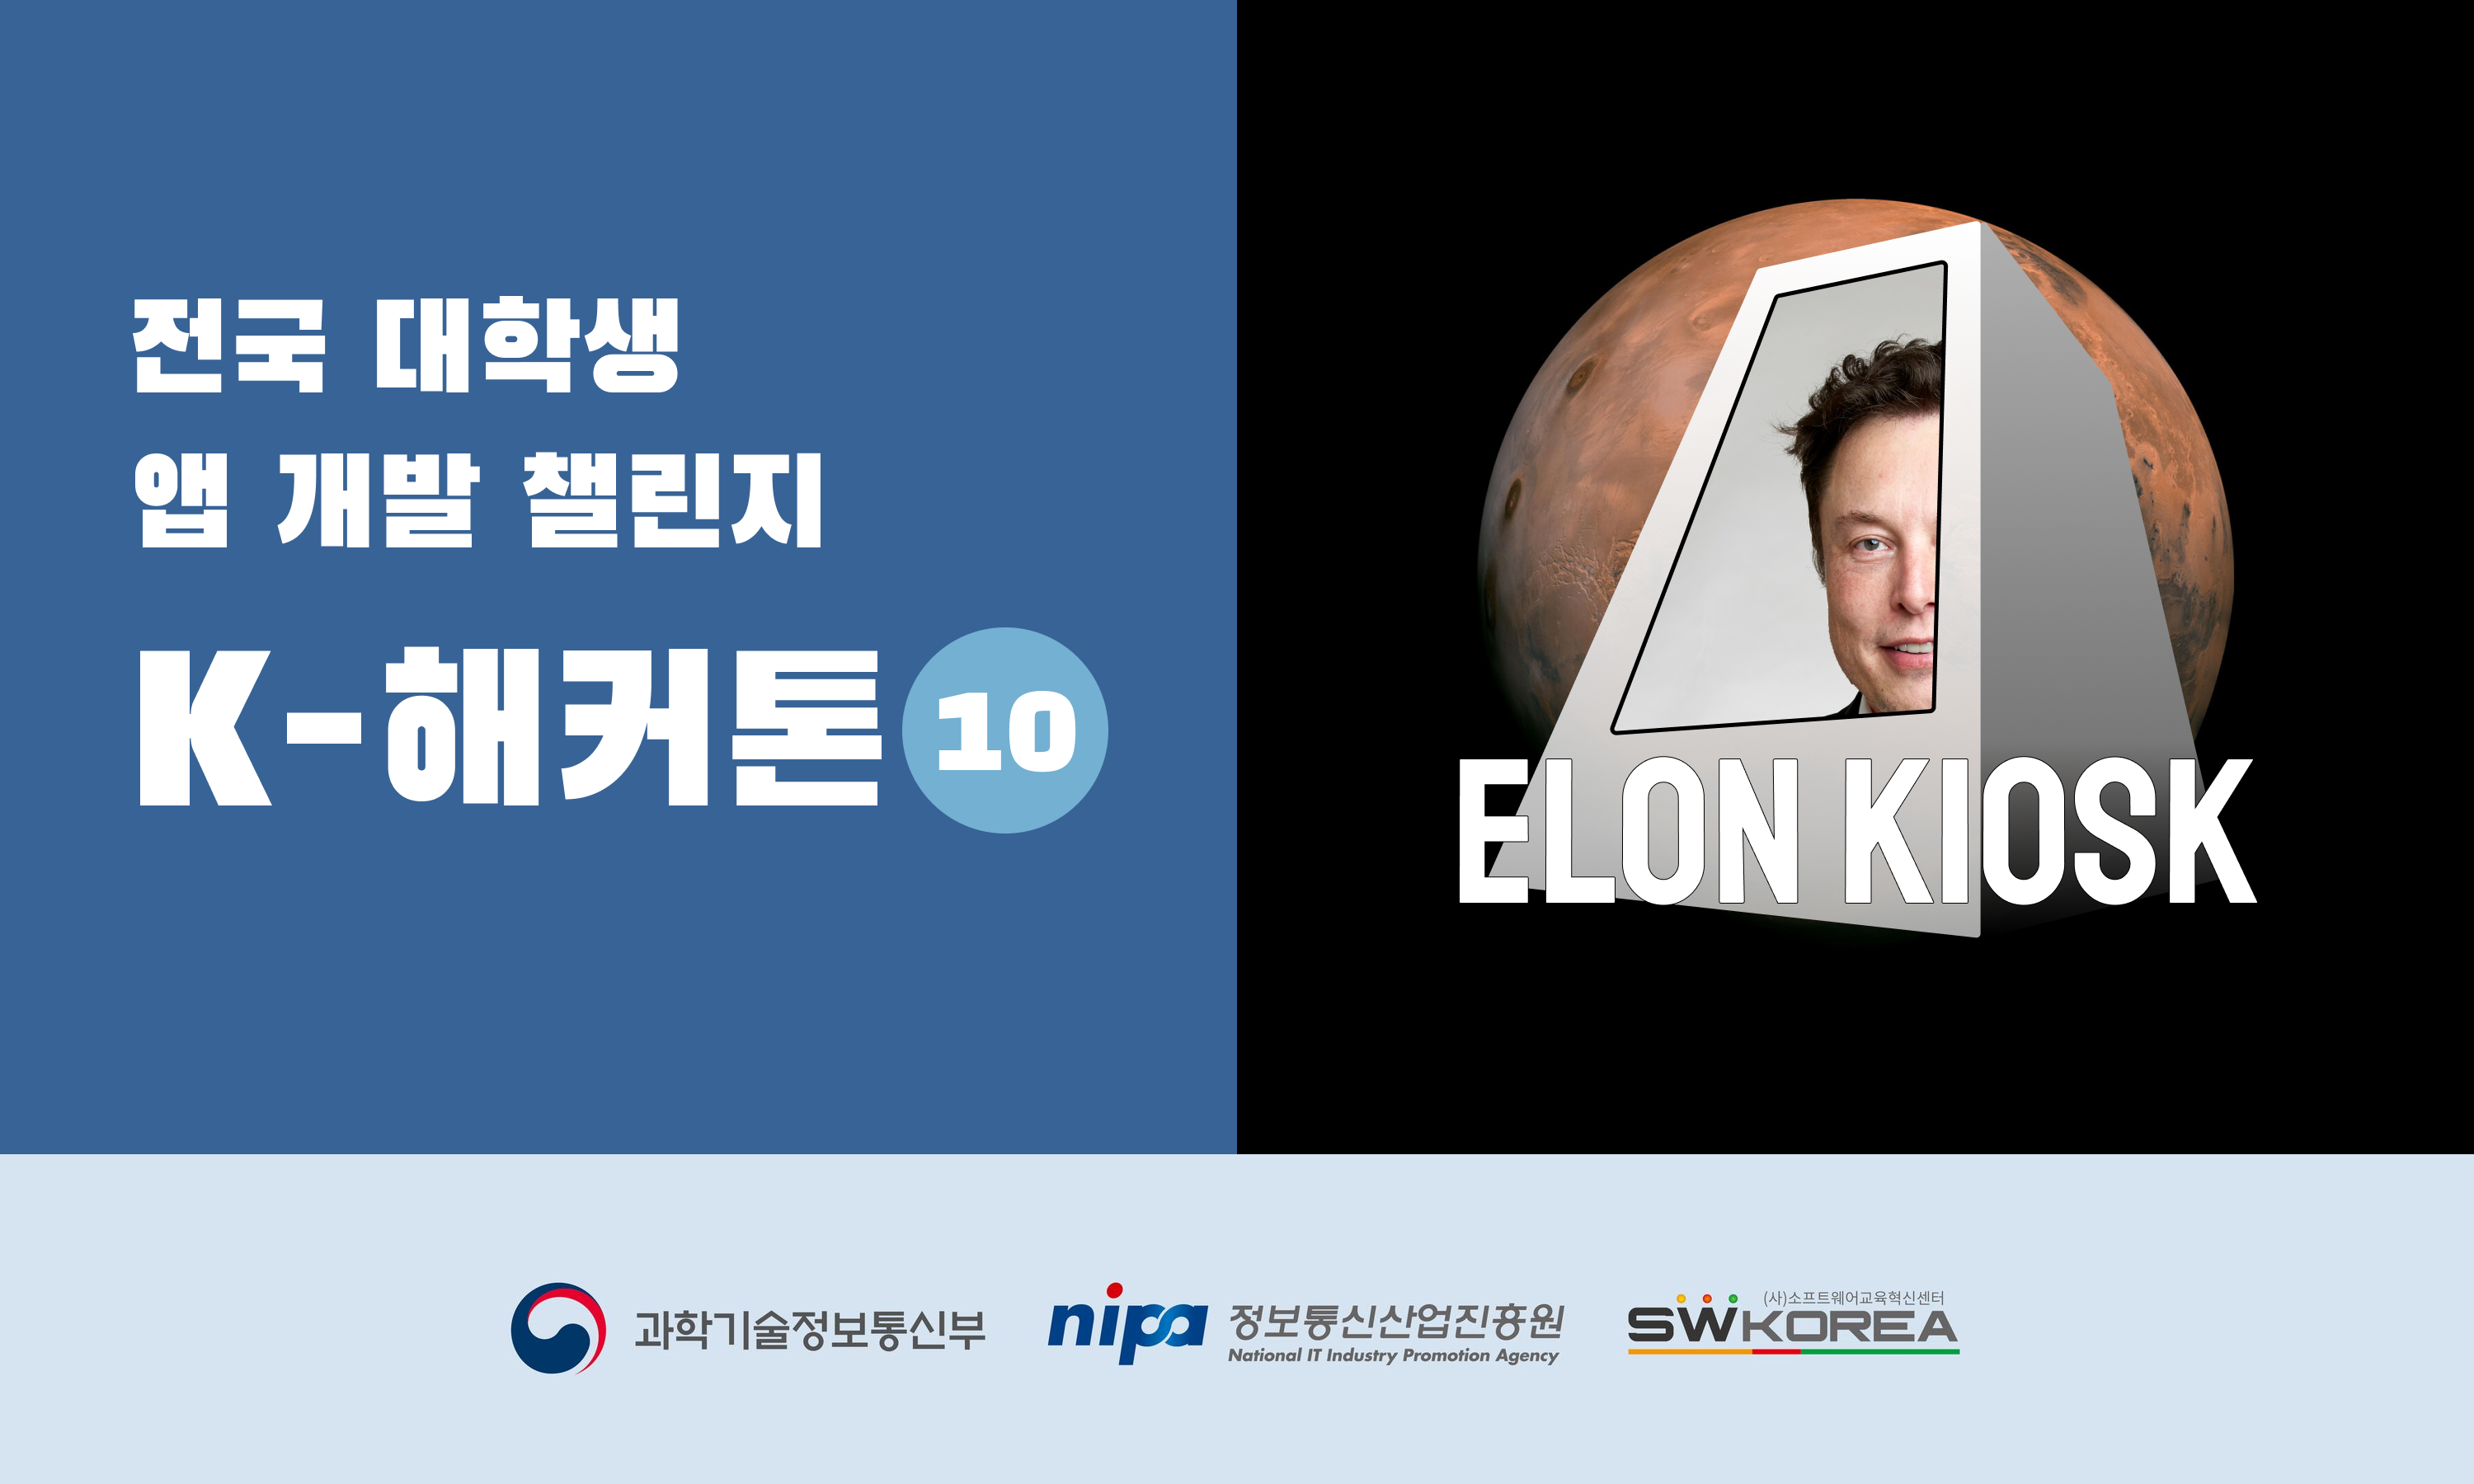 전국 대학생
앱 개발 챌린지
K-해커톤 10
ELON KIOSK
과학기술정보통신부
nipa 정보통신산업진흥원
National IT Industry Promotion Agency
(사)소프트웨어교육혁신센터
SWKOREA